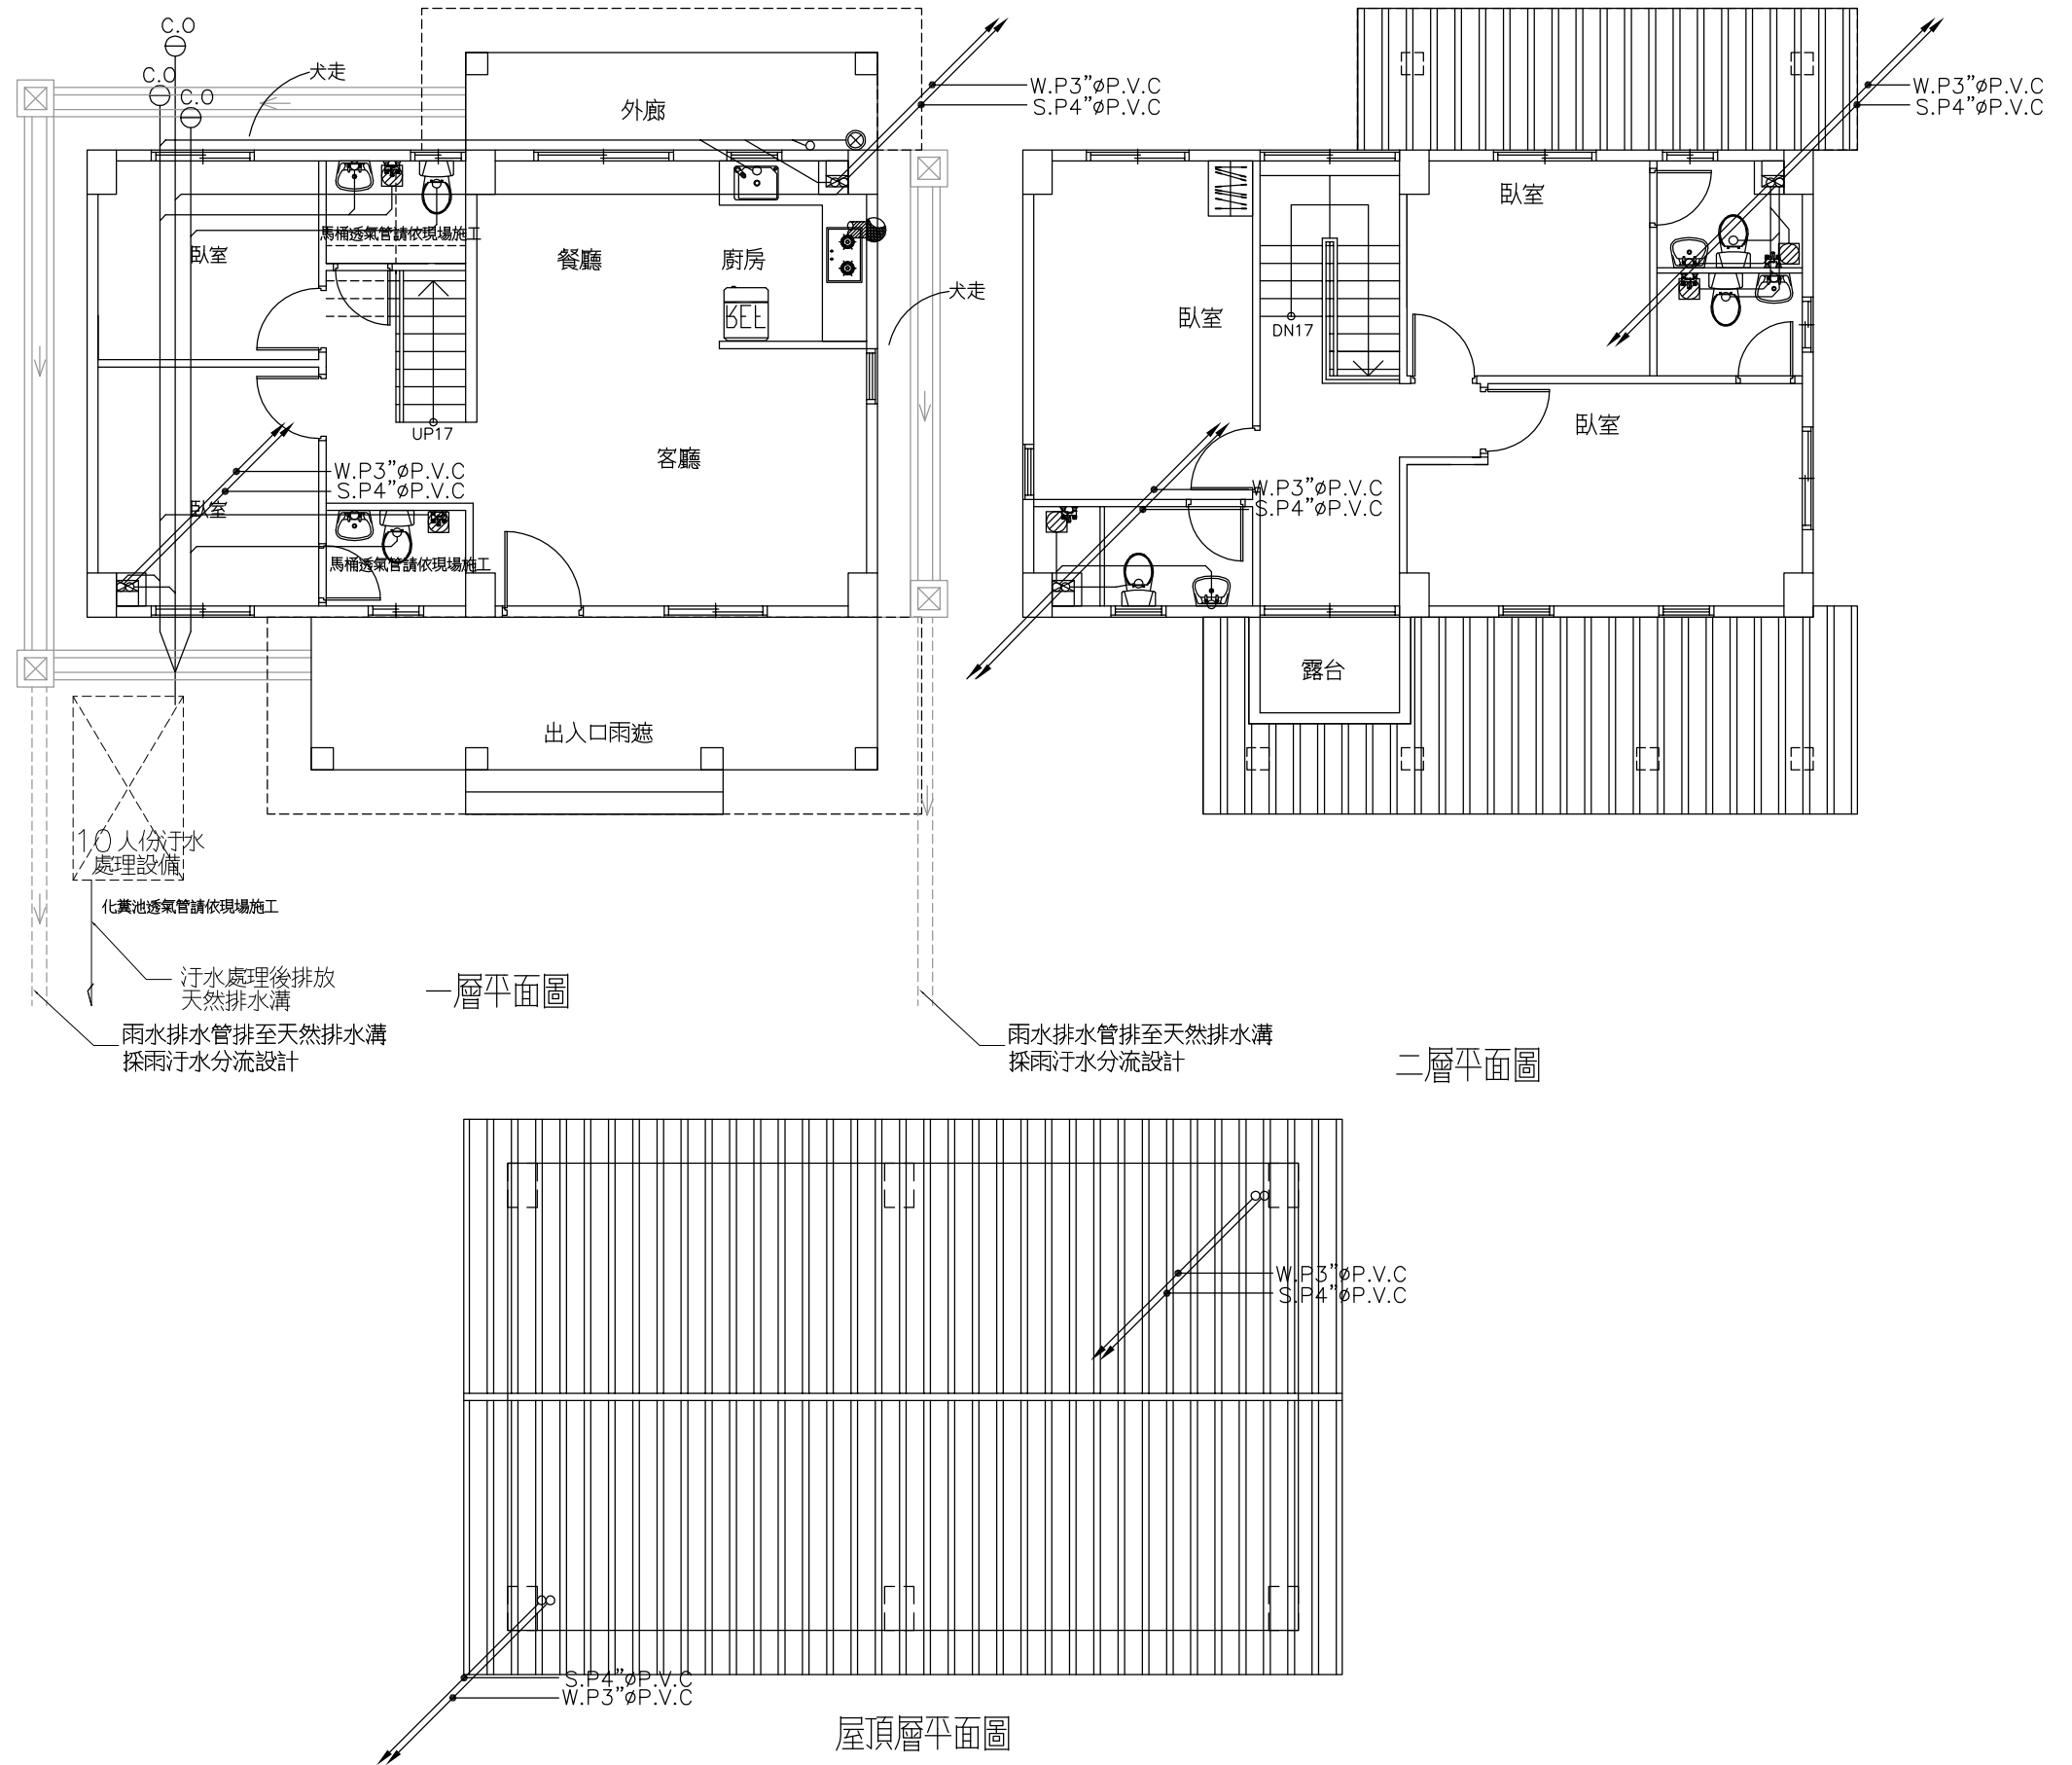 C.O
C.O
C.O
犬走
外廊
W.P3”øP.V.C
S.P4”øP.V.C
馬桶透氣管請依現場施工
臥室
餐廳
廚房
REF
犬走
UP17
客廳
W.P3”øP.V.C
S.P4”øP.V.C
臥室
馬桶透氣管請依現場施工
出入口雨遮
10人份汙水
處理設備
化糞池透氣管請依現場施工
汙水處理後排放
天然排水溝
雨水排水管排至天然排水溝
採雨汙水分流設計
一層平面圖
雨水排水管排至天然排水溝
採雨汙水分流設計
W.P3”øP.V.C
S.P4”øP.V.C
臥室
臥室
DN17
臥室
W.P3”øP.V.C
S.P4”øP.V.C
露台
二層平面圖
W.P3”øP.V.C
S.P4”øP.V.C
S.P4”øP.V.C
W.P3”øP.V.C
屋頂層平面圖